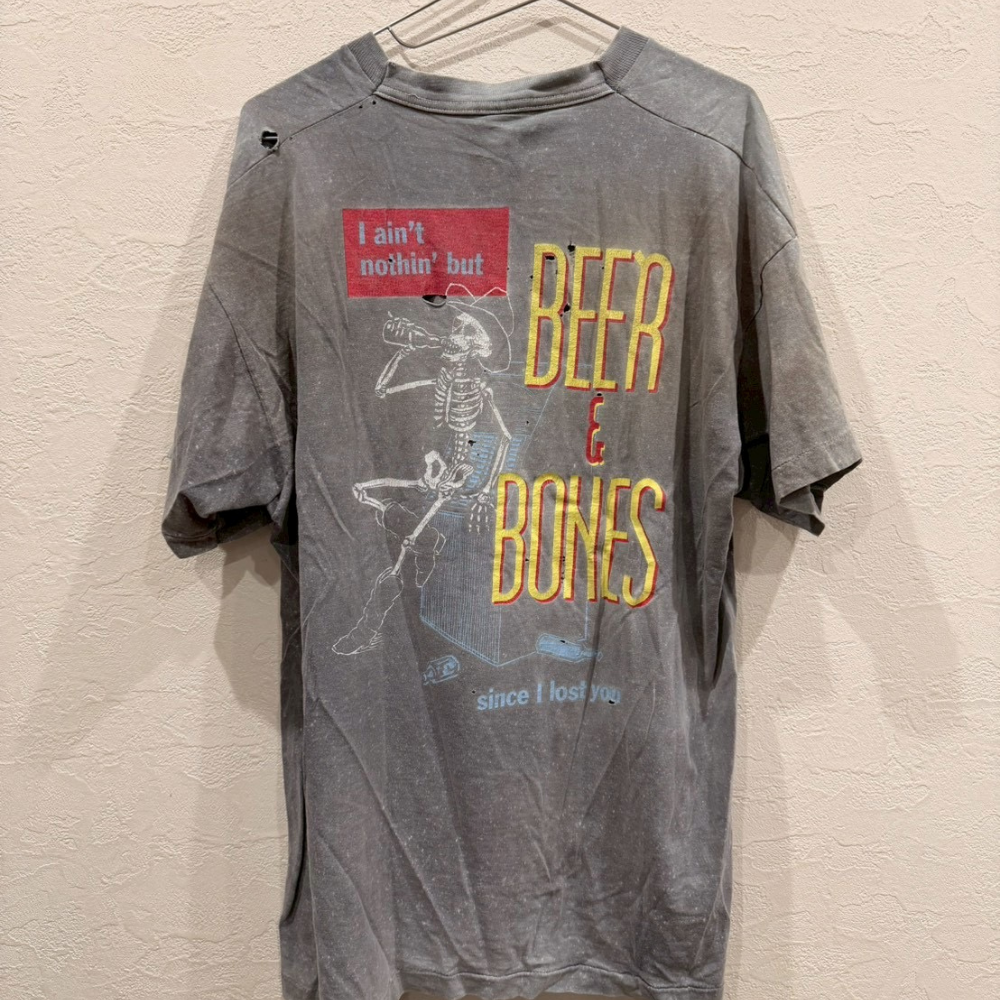 I ain't
nothin' but
BEER
&
BONES
since I lost you